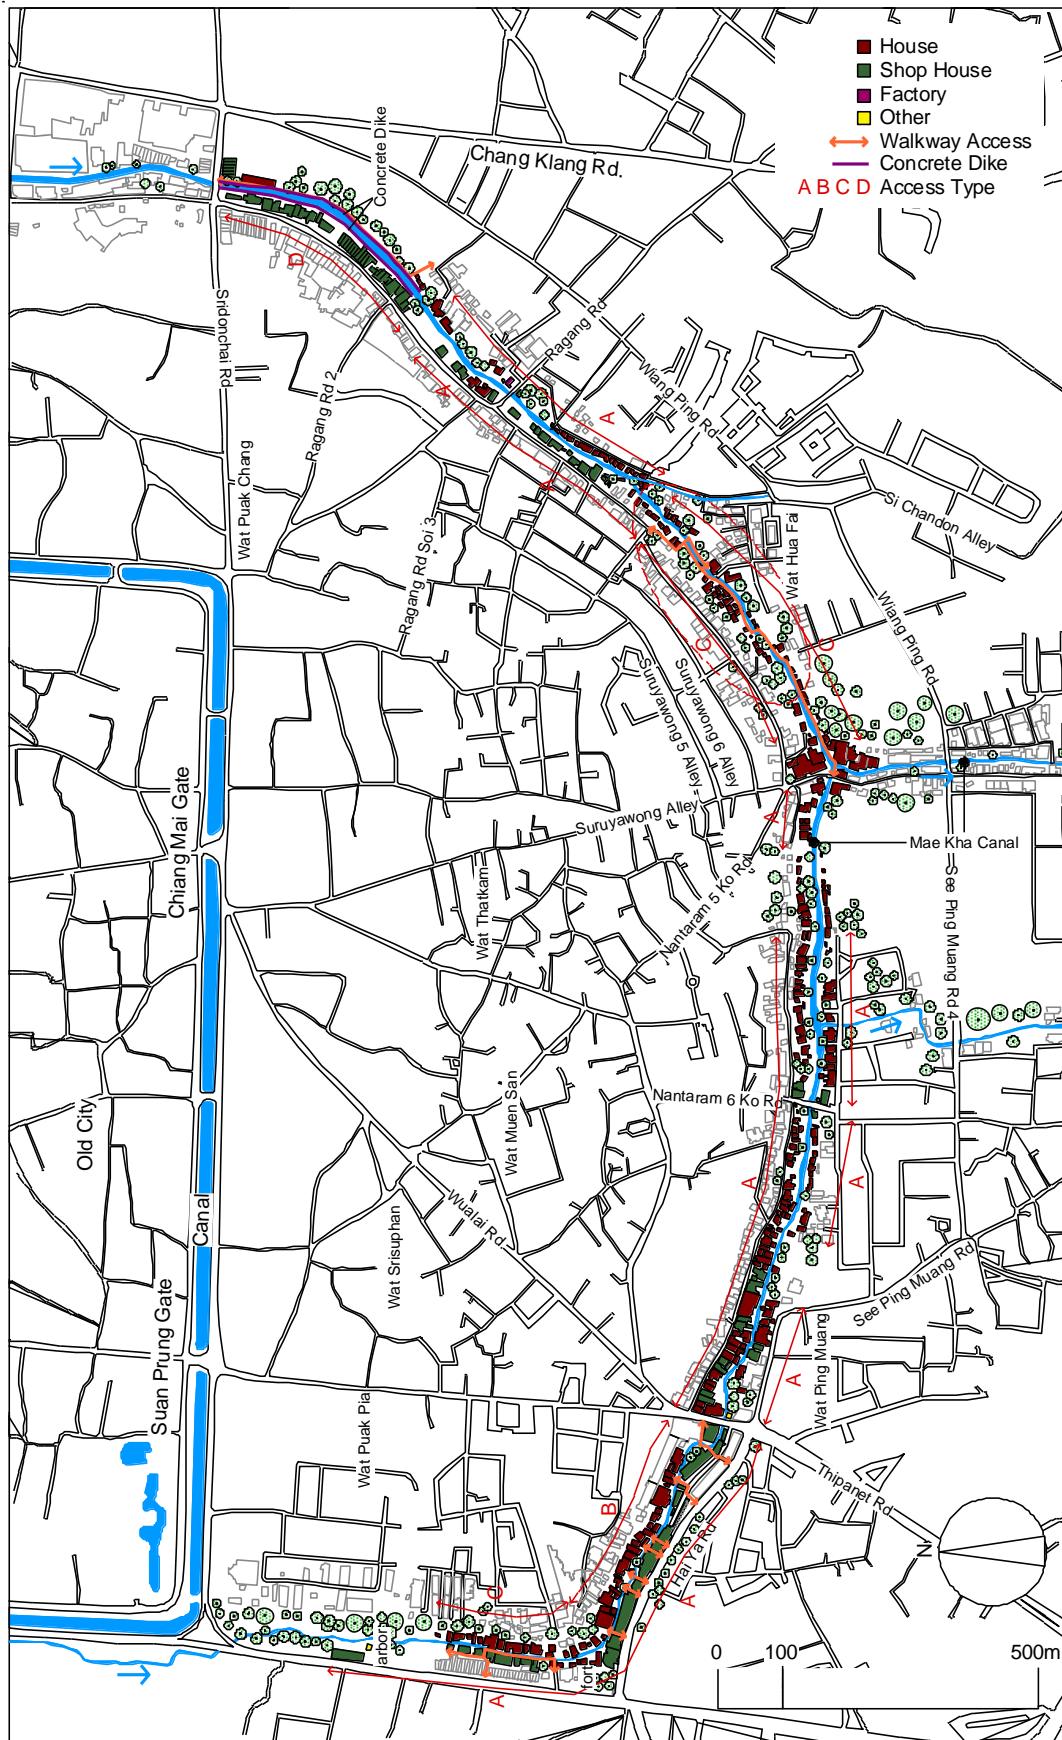 House
Shop House
Factory
Other
Walkway Access
Concrete Dike
A B C D Access Type
Concrete Dike
Chang Klang Rd.
D
Sridonchai Rd
Ragang Rd
Ragang Rd 2
Wiang Ping Rd
A
A
A
Wat Puak Chang
Ragang Rd Soi 3
Si Chandon Alley
Wat Hua Fai
Wiang Ping Rd
C
C
Suruyawong 6 Alley
Suruyawong 5 Alley
Suruyawong Alley
Chiang Mai Gate
A
Mae Kha Canal
Nantaram 5 Ko Rd
Wat Thatkam
See Ping Muang Rd 4
A
Nantaram 6 Ko Rd
Wat Muen San
Old City
A
A
Wualai Rd
Canal
Wat Srisuphan
See Ping Muang Rd
Suan Prung Gate
Wat Ping Muang
A
Wat Puak Pia
Thipanet Rd
B
N
Hai Ya Rd
A
C
arbor
fort
A
0 100 500m